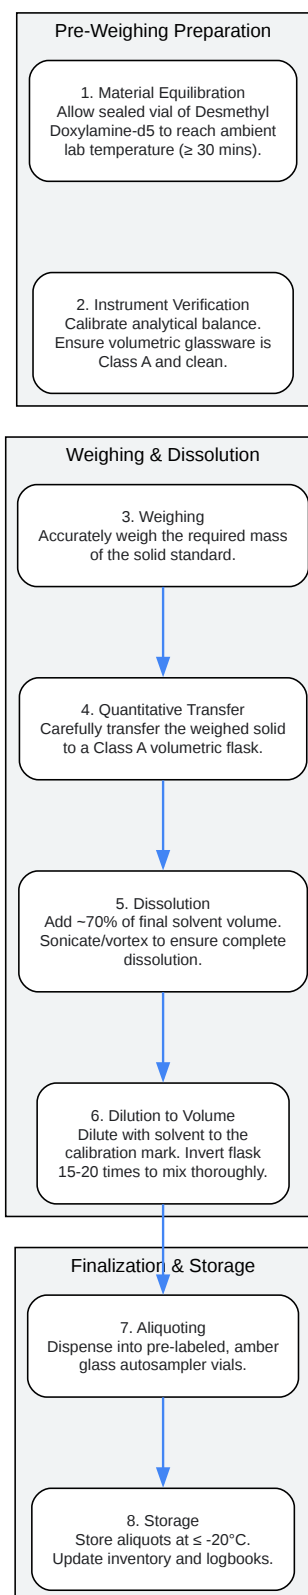 Pre-Weighing Preparation
1. Material Equilibration
Allow sealed vial of Desmethyl
Doxylamine-d5 to reach ambient
lab temperature (≥ 30 mins).
2. Instrument Verification
Calibrate analytical balance.
Ensure volumetric glassware is
Class A and clean.
Weighing & Dissolution
3. Weighing
Accurately weigh the required mass
of the solid standard.
4. Quantitative Transfer
Carefully transfer the weighed solid
to a Class A volumetric flask.
5. Dissolution
Add ~70% of final solvent volume.
Sonicate/vortex to ensure complete
dissolution.
6. Dilution to Volume
Dilute with solvent to the
calibration mark. Invert flask
15-20 times to mix thoroughly.
Finalization & Storage
7. Aliquoting
Dispense into pre-labeled, amber
glass autosampler vials.
8. Storage
Store aliquots at ≤ -20°C.
Update inventory and logbooks.